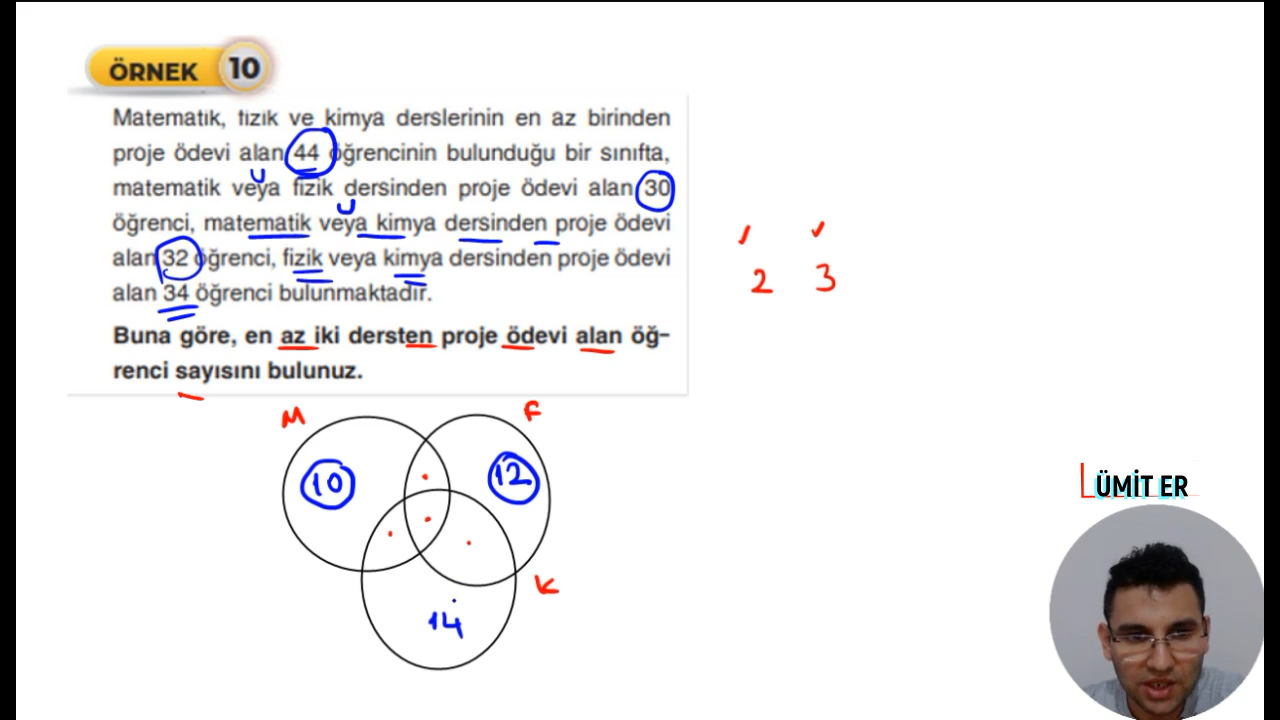 ÖRNEK 10
Matematik, fizik ve kimya derslerinin en az birinden
proje ödevi alan 44 öğrencinin bulunduğu bir sınıfta,
matematik veya fizik dersinden proje ödevi alan 30
öğrenci, matematik veya kimya dersinden proje ödevi
alan 32 öğrenci, fizik veya kimya dersinden proje ödevi
alan 34 öğrenci bulunmaktadır.
Buna göre, en az iki dersten proje ödevi alan öğ-
renci sayısını bulunuz.
2 3
M F
10 12
K
14
ÜMİT ER